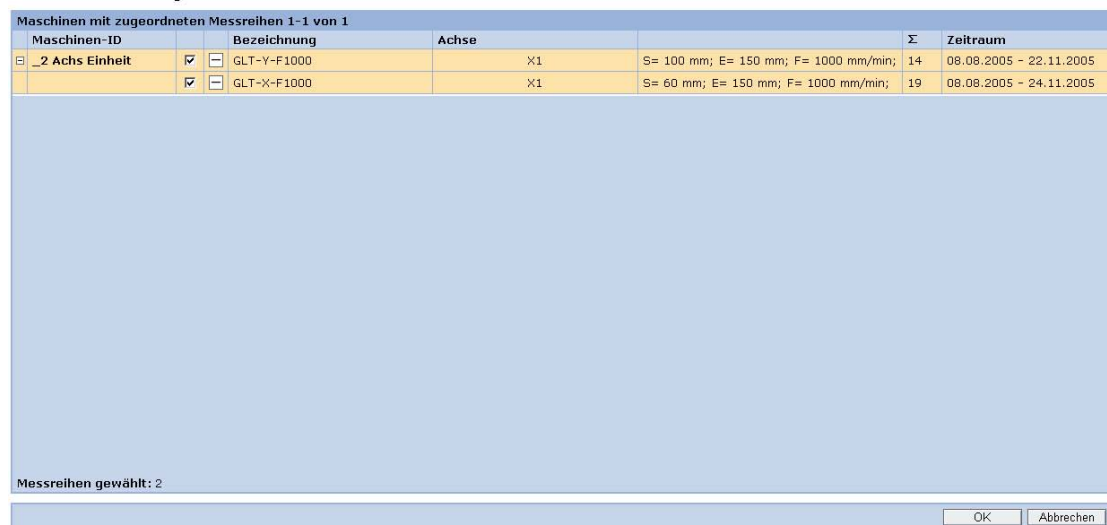 Maschinen mit zugeordneten Messreihen 1-1 von 1
Maschinen-ID Bezeichnung Achse Σ Zeitraum
_2 Achs Einheit GLT-Y-F1000 X1 S= 100 mm; E= 150 mm; F= 1000 mm/min; 14 08.08.2005 - 22.11.2005
GLT-X-F1000 X1 S= 60 mm; E= 150 mm; F= 1000 mm/min; 19 08.08.2005 - 24.11.2005
Messreihen gewählt: 2
OK Abbrechen